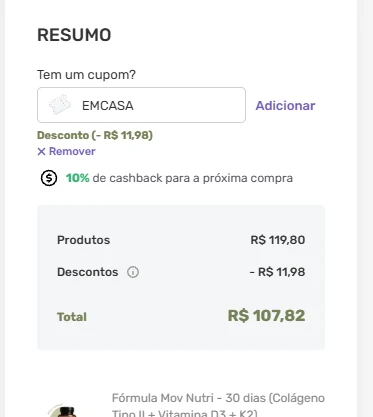 RESUMO
Tem um cupom?
EMCASA Adicionar
Desconto (- R$ 11,98)
✕ Remover
10% de cashback para a próxima compra
Produtos R$ 119,80
Descontos - R$ 11,98
Total R$ 107,82
Fórmula Mov Nutri - 30 dias (Colágeno
Tipo II + Vitamina D3 + K2)